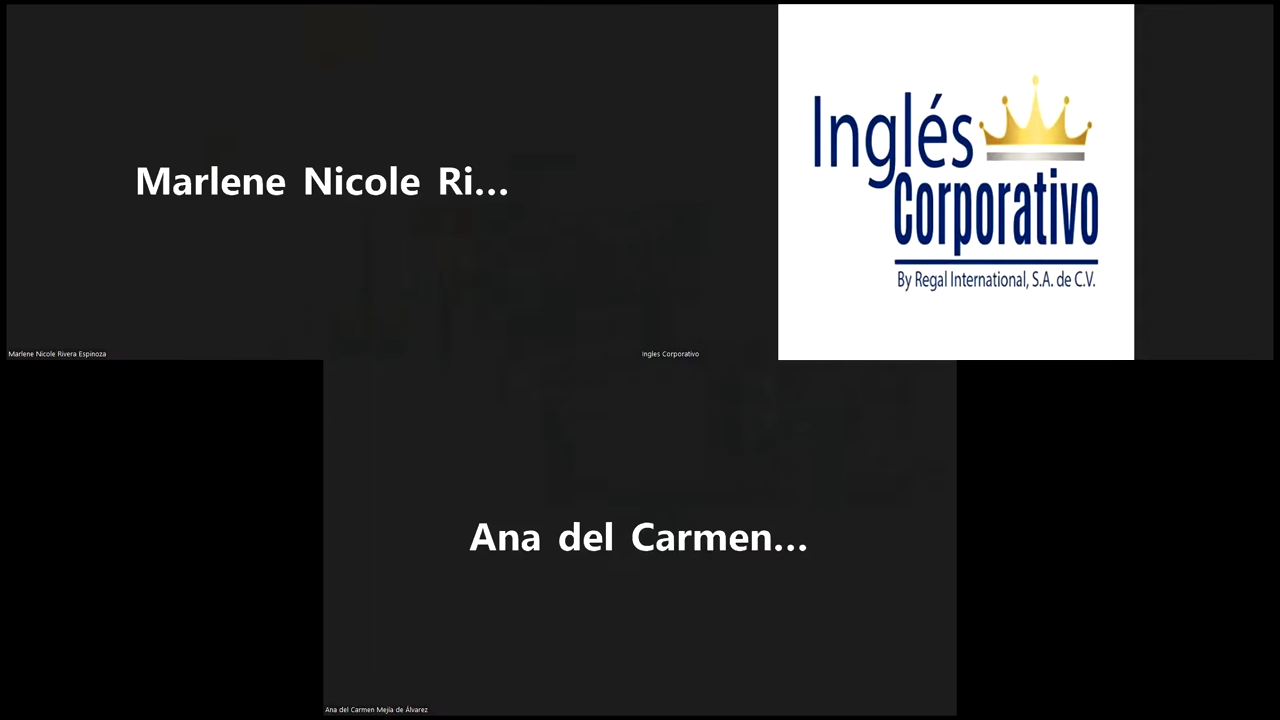 Marlene Nicole Ri...
Marlene Nicole Rivera Espinoza
Inglés
Corporativo
By Regal International, S.A. de C.V.
Ingles Corporativo
Ana del Carmen...
Ana del Carmen Mejía de Álvarez